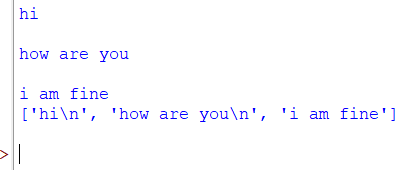 hi
how are you
i am fine
['hi\n', 'how are you\n', 'i am fine']
>